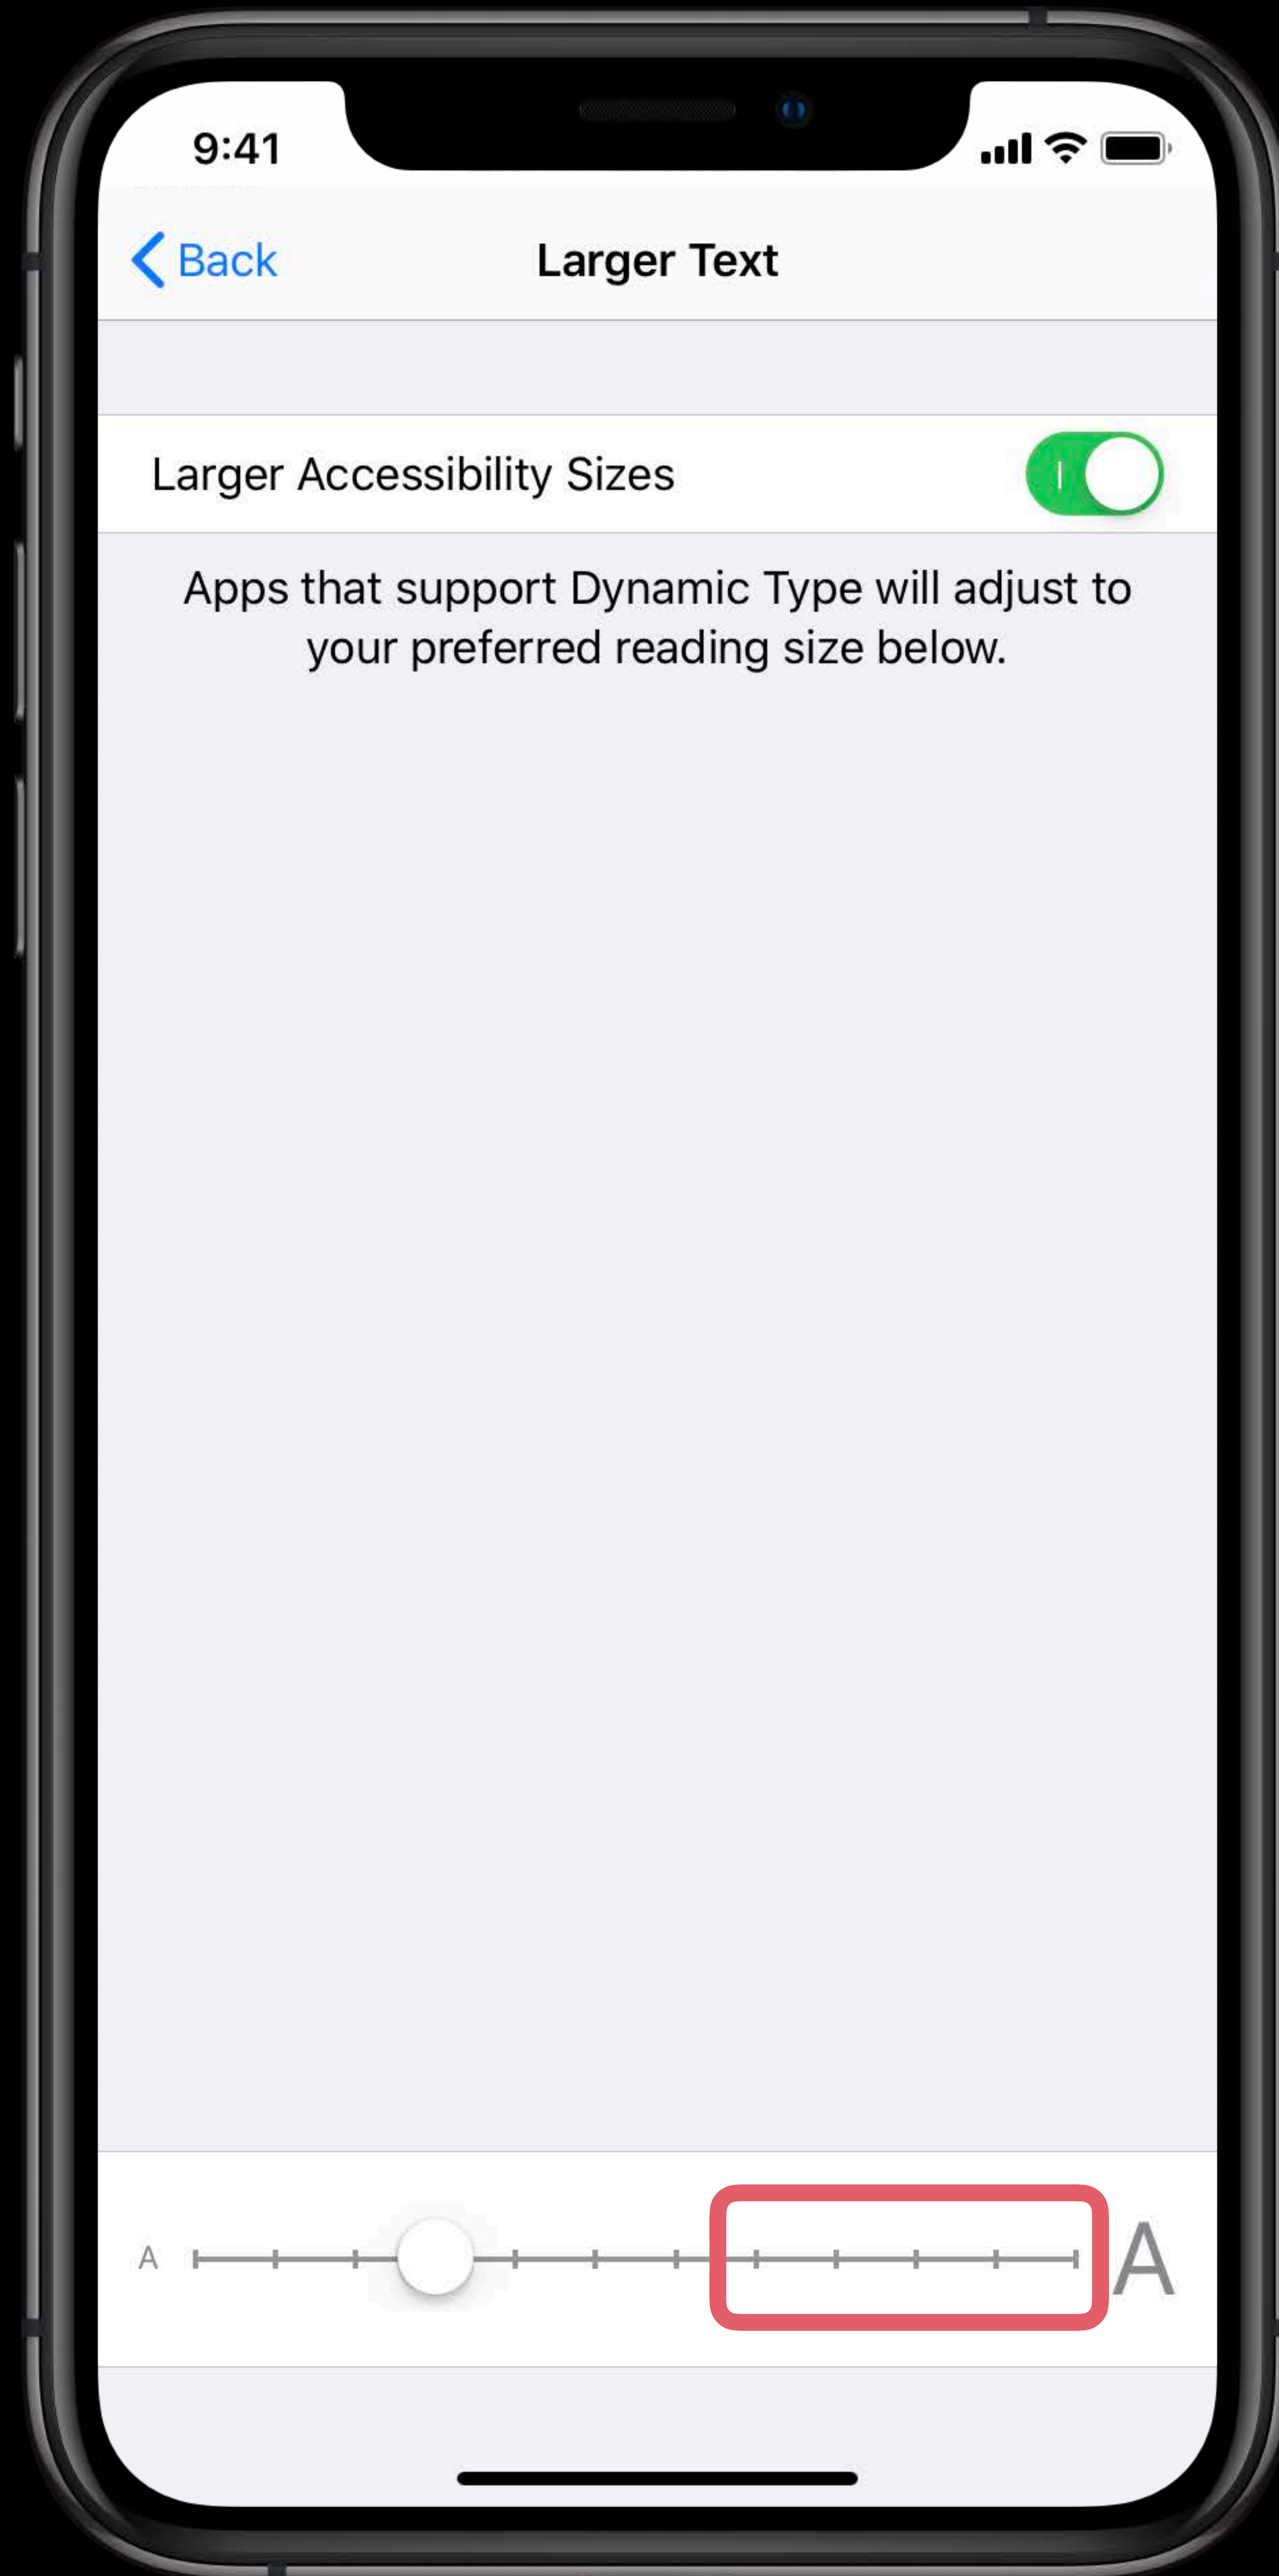 9:41
Back
Larger Text
Larger Accessibility Sizes
Apps that support Dynamic Type will adjust to
your preferred reading size below.
A
A